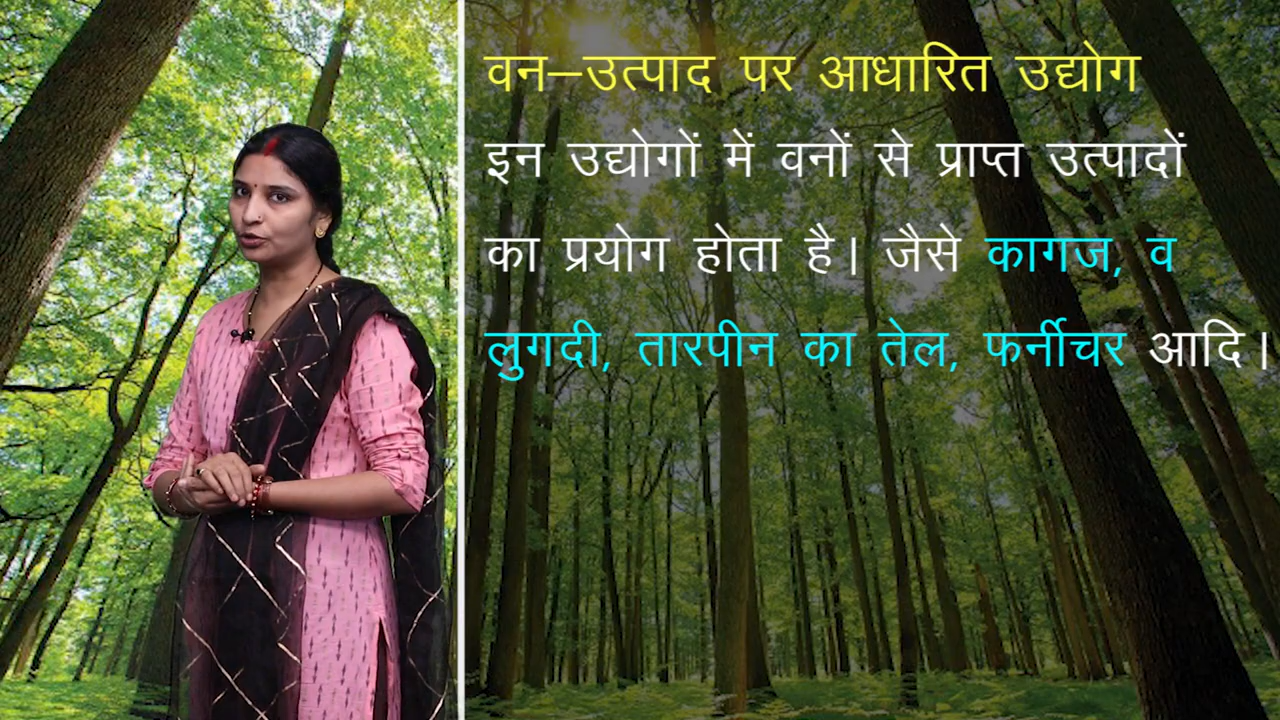 वन–उत्पाद पर आधारित उद्योग
इन उद्योगों में वनों से प्राप्त उत्पादों
का प्रयोग होता है। जैसे कागज, व
लुगदी, तारपीन का तेल, फर्नीचर आदि।